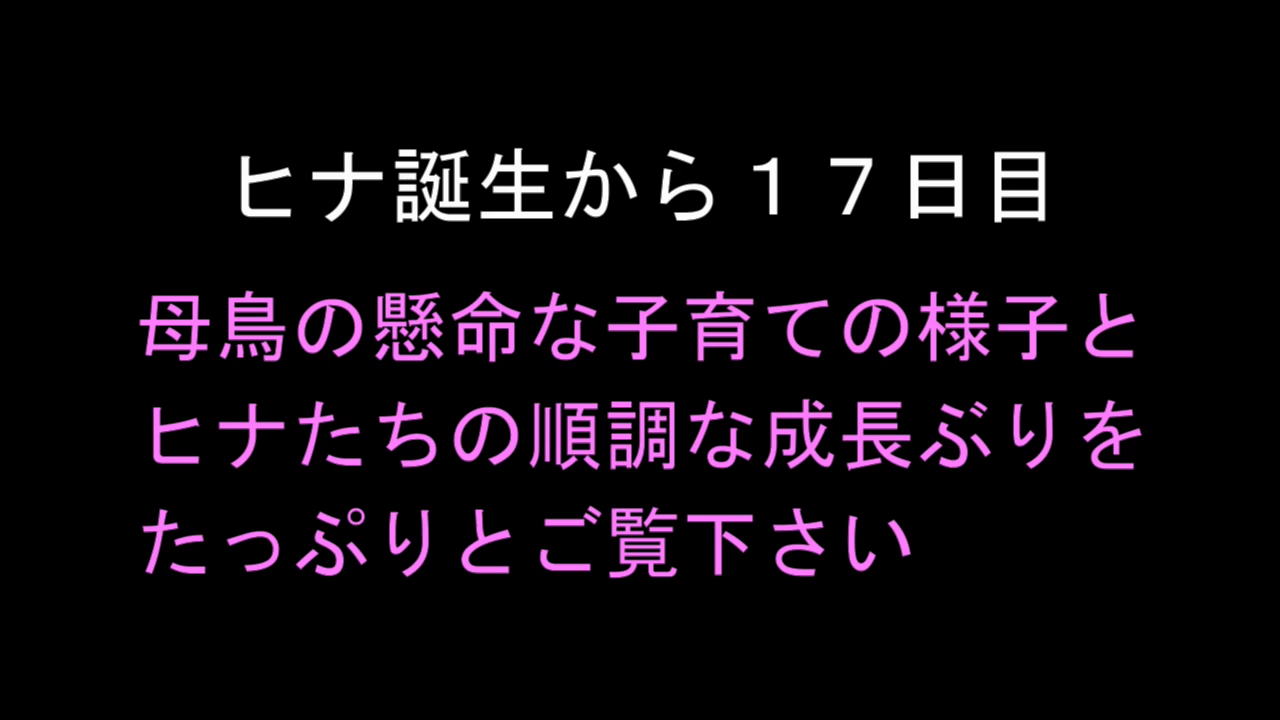 ヒナ誕生から１７日目
母鳥の懸命な子育ての様子と
ヒナたちの順調な成長ぶりを
たっぷりとご覧下さい